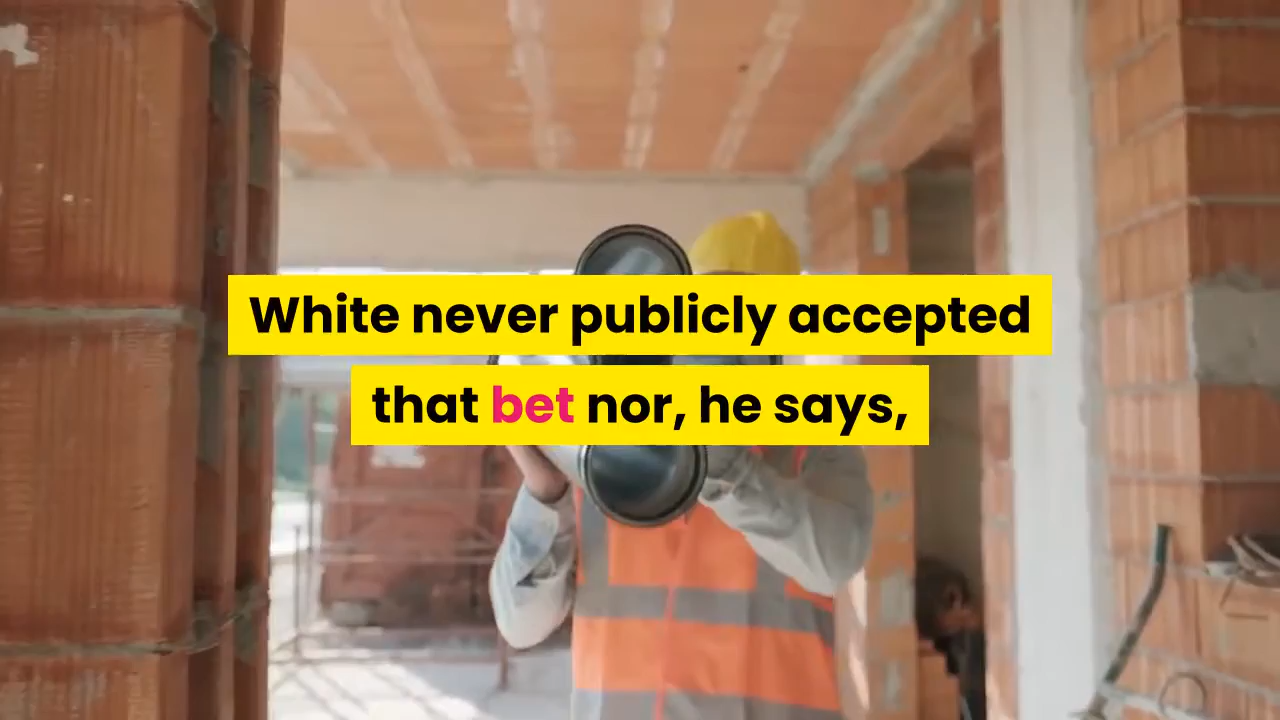 White never publicly accepted
that bet nor, he says,